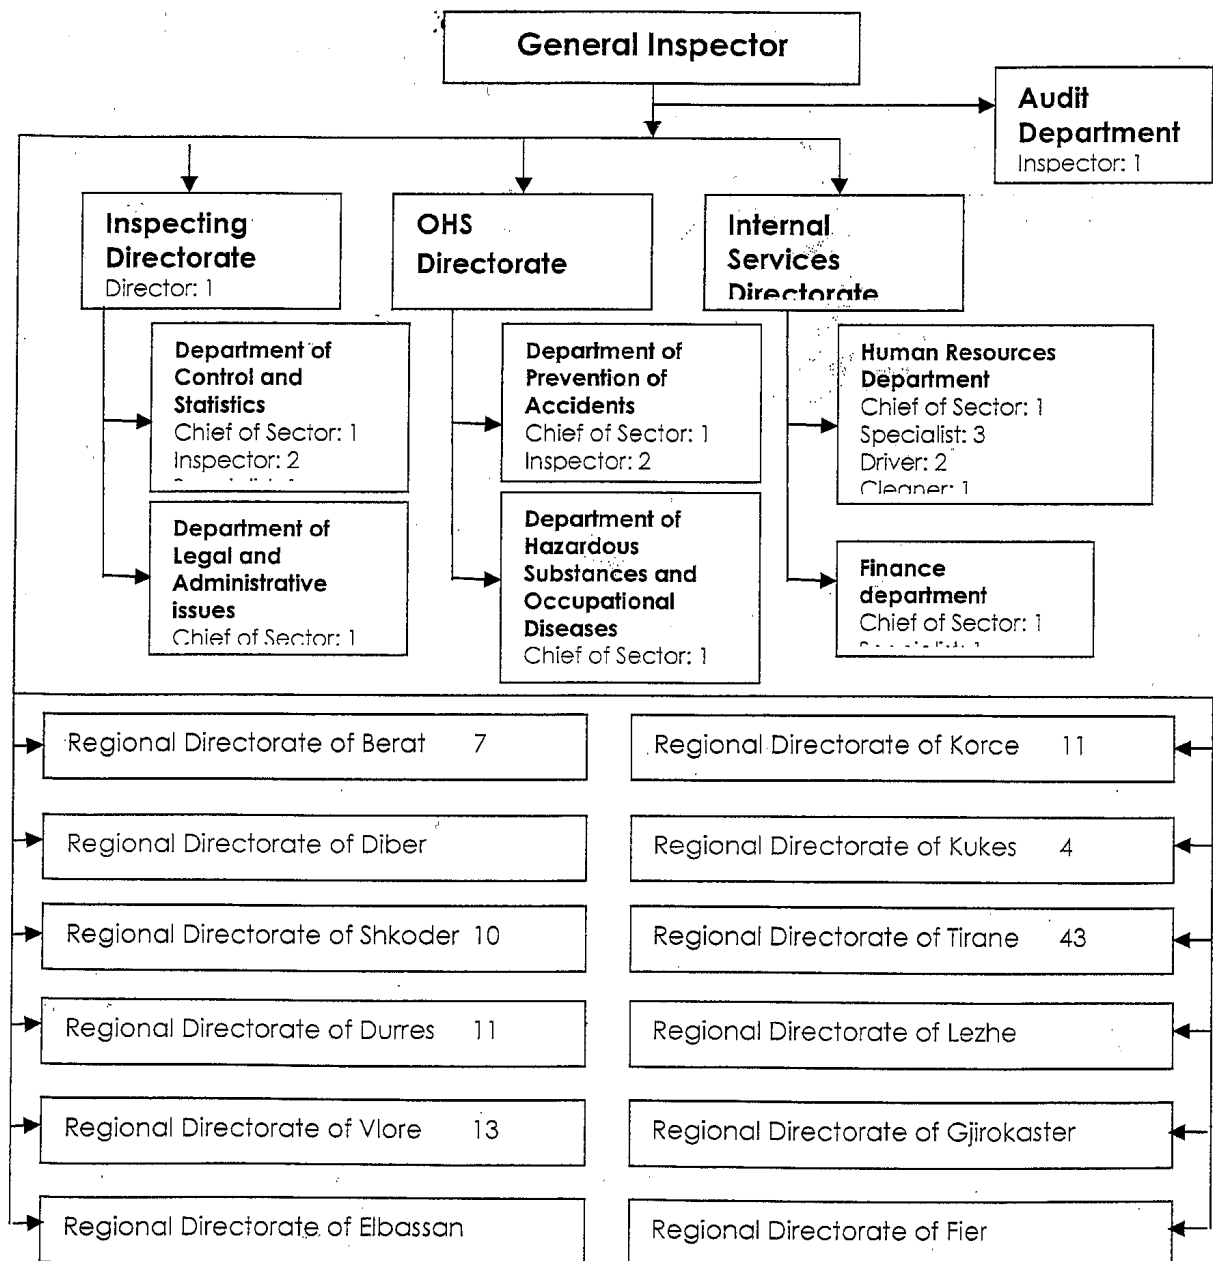 General Inspector
Audit
Department
Inspector: 1
Inspecting
Directorate
Director: 1
OHS
Directorate
Internal
Services
Directorate
Department of
Control and
Statistics
Chief of Sector: 1
Inspector: 2
Department of
Legal and
Administrative
issues
Chief of Sector: 1
Department of
Prevention of
Accidents
Chief of Sector: 1
Inspector: 2
Department of
Hazardous
Substances and
Occupational
Diseases
Chief of Sector: 1
Human Resources
Department
Chief of Sector: 1
Specialist: 3
Driver: 2
Cleaner: 1
Finance
department
Chief of Sector: 1
Regional Directorate of Berat 7
Regional Directorate of Korce 11
Regional Directorate of Diber
Regional Directorate of Kukes 4
Regional Directorate of Shkoder 10
Regional Directorate of Tirane 43
Regional Directorate of Durres 11
Regional Directorate of Lezhe
Regional Directorate of Vlore 13
Regional Directorate of Gjirokaster
Regional Directorate of Elbassan
Regional Directorate of Fier